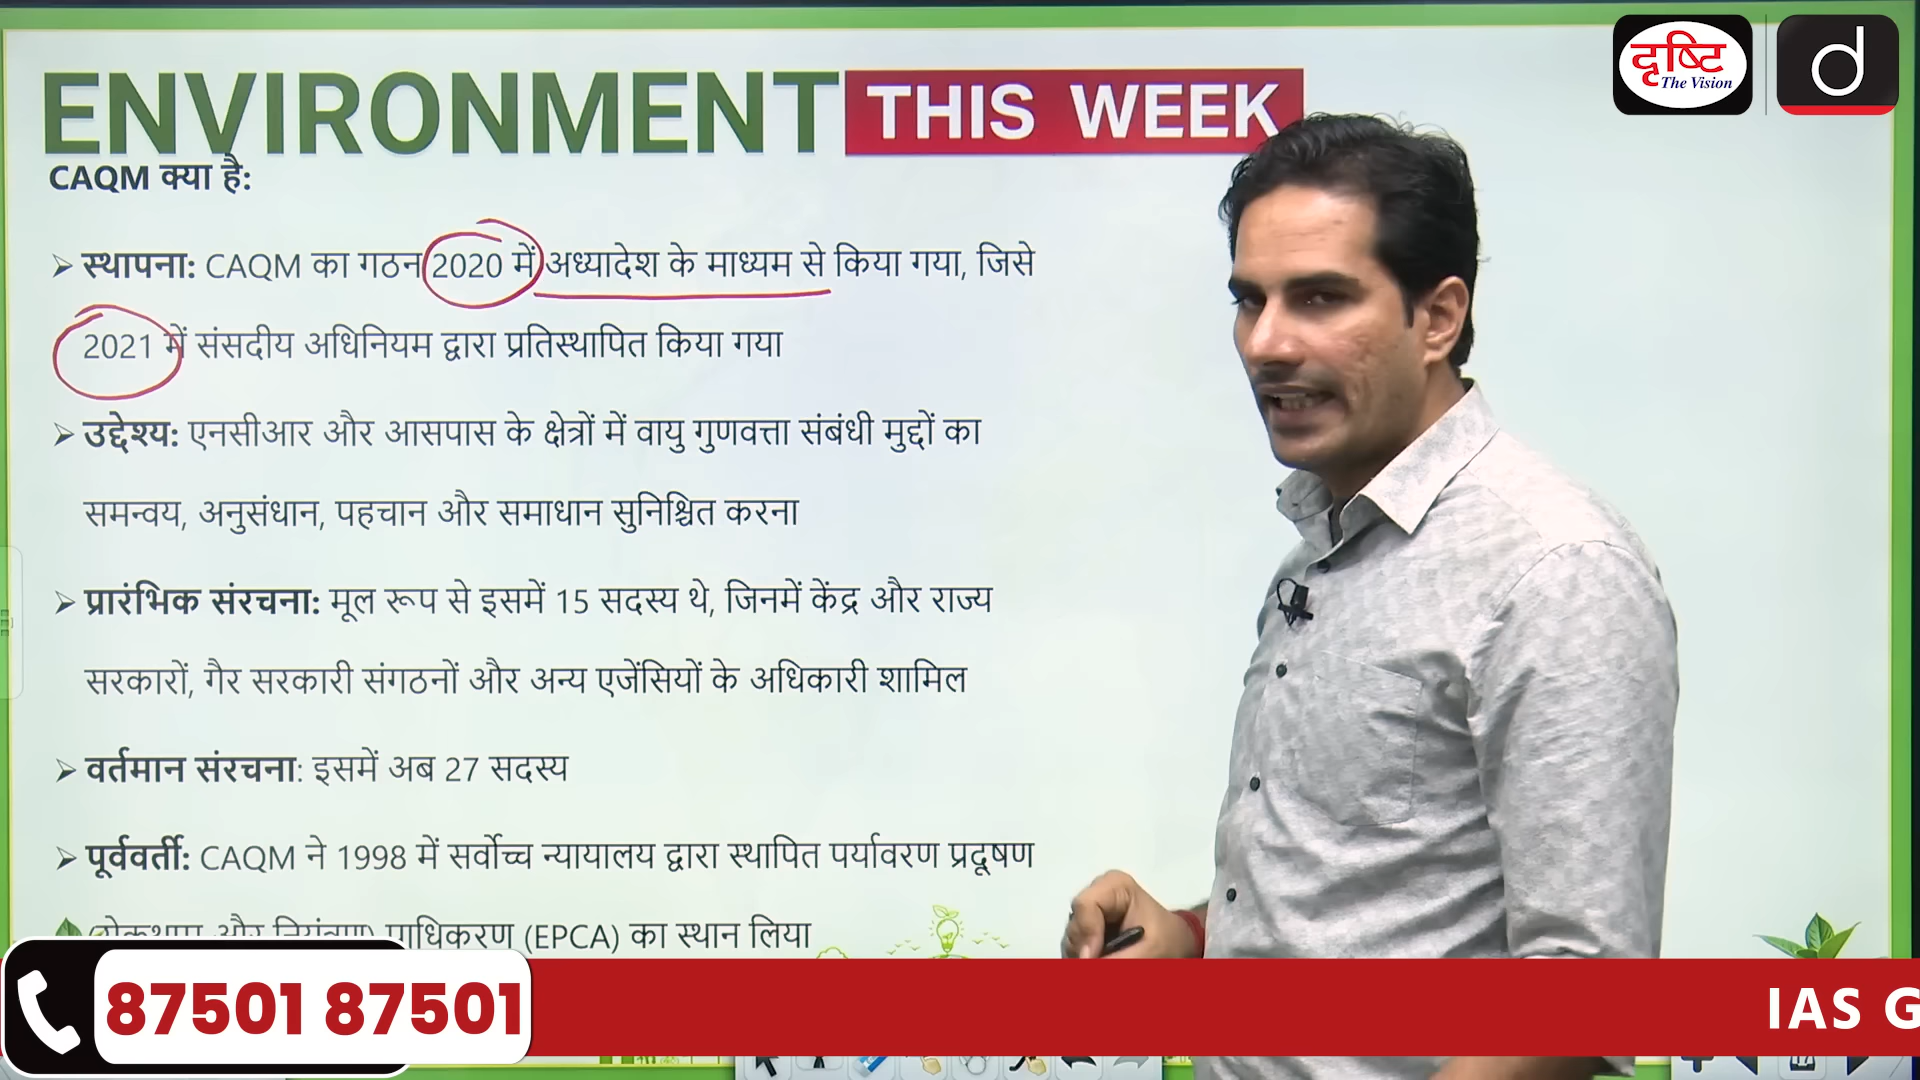 दृष्टि
The Vision
d
ENVIRONMENT THIS WEEK
CAQM क्या है:
➢ स्थापना: CAQM का गठन 2020 में अध्यादेश के माध्यम से किया गया, जिसे
2021 में संसदीय अधिनियम द्वारा प्रतिस्थापित किया गया
➢ उद्देश्य: एनसीआर और आसपास के क्षेत्रों में वायु गुणवत्ता संबंधी मुद्दों का
समन्वय, अनुसंधान, पहचान और समाधान सुनिश्चित करना
➢ प्रारंभिक संरचना: मूल रूप से इसमें 15 सदस्य थे, जिनमें केंद्र और राज्य
सरकारों, गैर सरकारी संगठनों और अन्य एजेंसियों के अधिकारी शामिल
➢ वर्तमान संरचना: इसमें अब 27 सदस्य
➢ पूर्ववर्ती: CAQM ने 1998 में सर्वोच्च न्यायालय द्वारा स्थापित पर्यावरण प्रदूषण
(रोकथाम और नियंत्रण) प्राधिकरण (EPCA) का स्थान लिया
87501 87501
IAS G